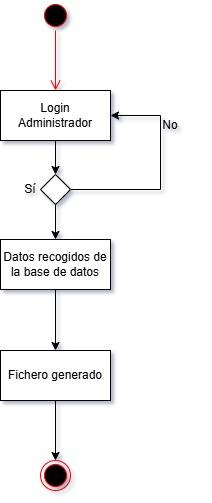 Login
Administrador
No
Sí
Datos recogidos de
la base de datos
Fichero generado